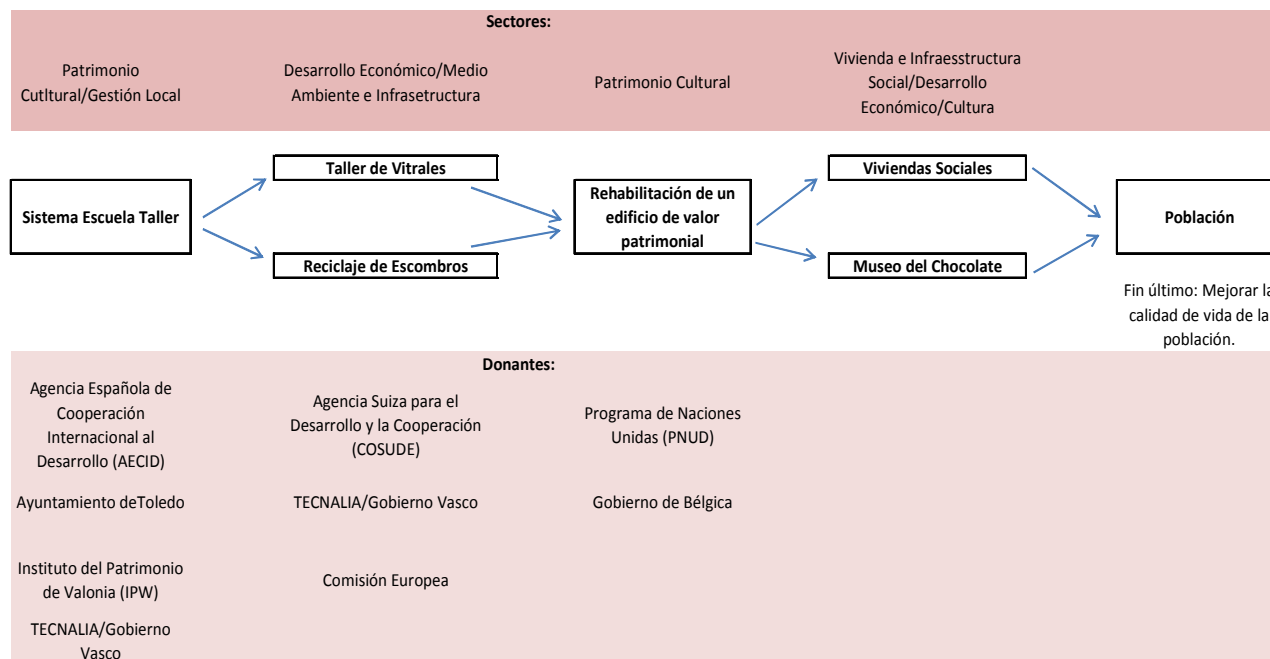 Sectores:
Patrimonio
Cutltural/Gestión Local
Desarrollo Económico/Medio
Ambiente e Infrasetructura
Patrimonio Cultural
Vivienda e Infraesstructura
Social/Desarrollo
Económico/Cultura
Sistema Escuela Taller
Taller de Vitrales
Reciclaje de Escombros
Rehabilitación de un
edificio de valor
patrimonial
Viviendas Sociales
Museo del Chocolate
Población
Fin último: Mejorar la
calidad de vida de la
población.
Donantes:
Agencia Española de
Cooperación
Internacional al
Desarrollo (AECID)
Agencia Suiza para el
Desarrollo y la Cooperación
(COSUDE)
Programa de Naciones
Unidas (PNUD)
Ayuntamiento deToledo
TECNALIA/Gobierno Vasco
Gobierno de Bélgica
Instituto del Patrimonio
de Valonia (IPW)
Comisión Europea
TECNALIA/Gobierno
Vasco